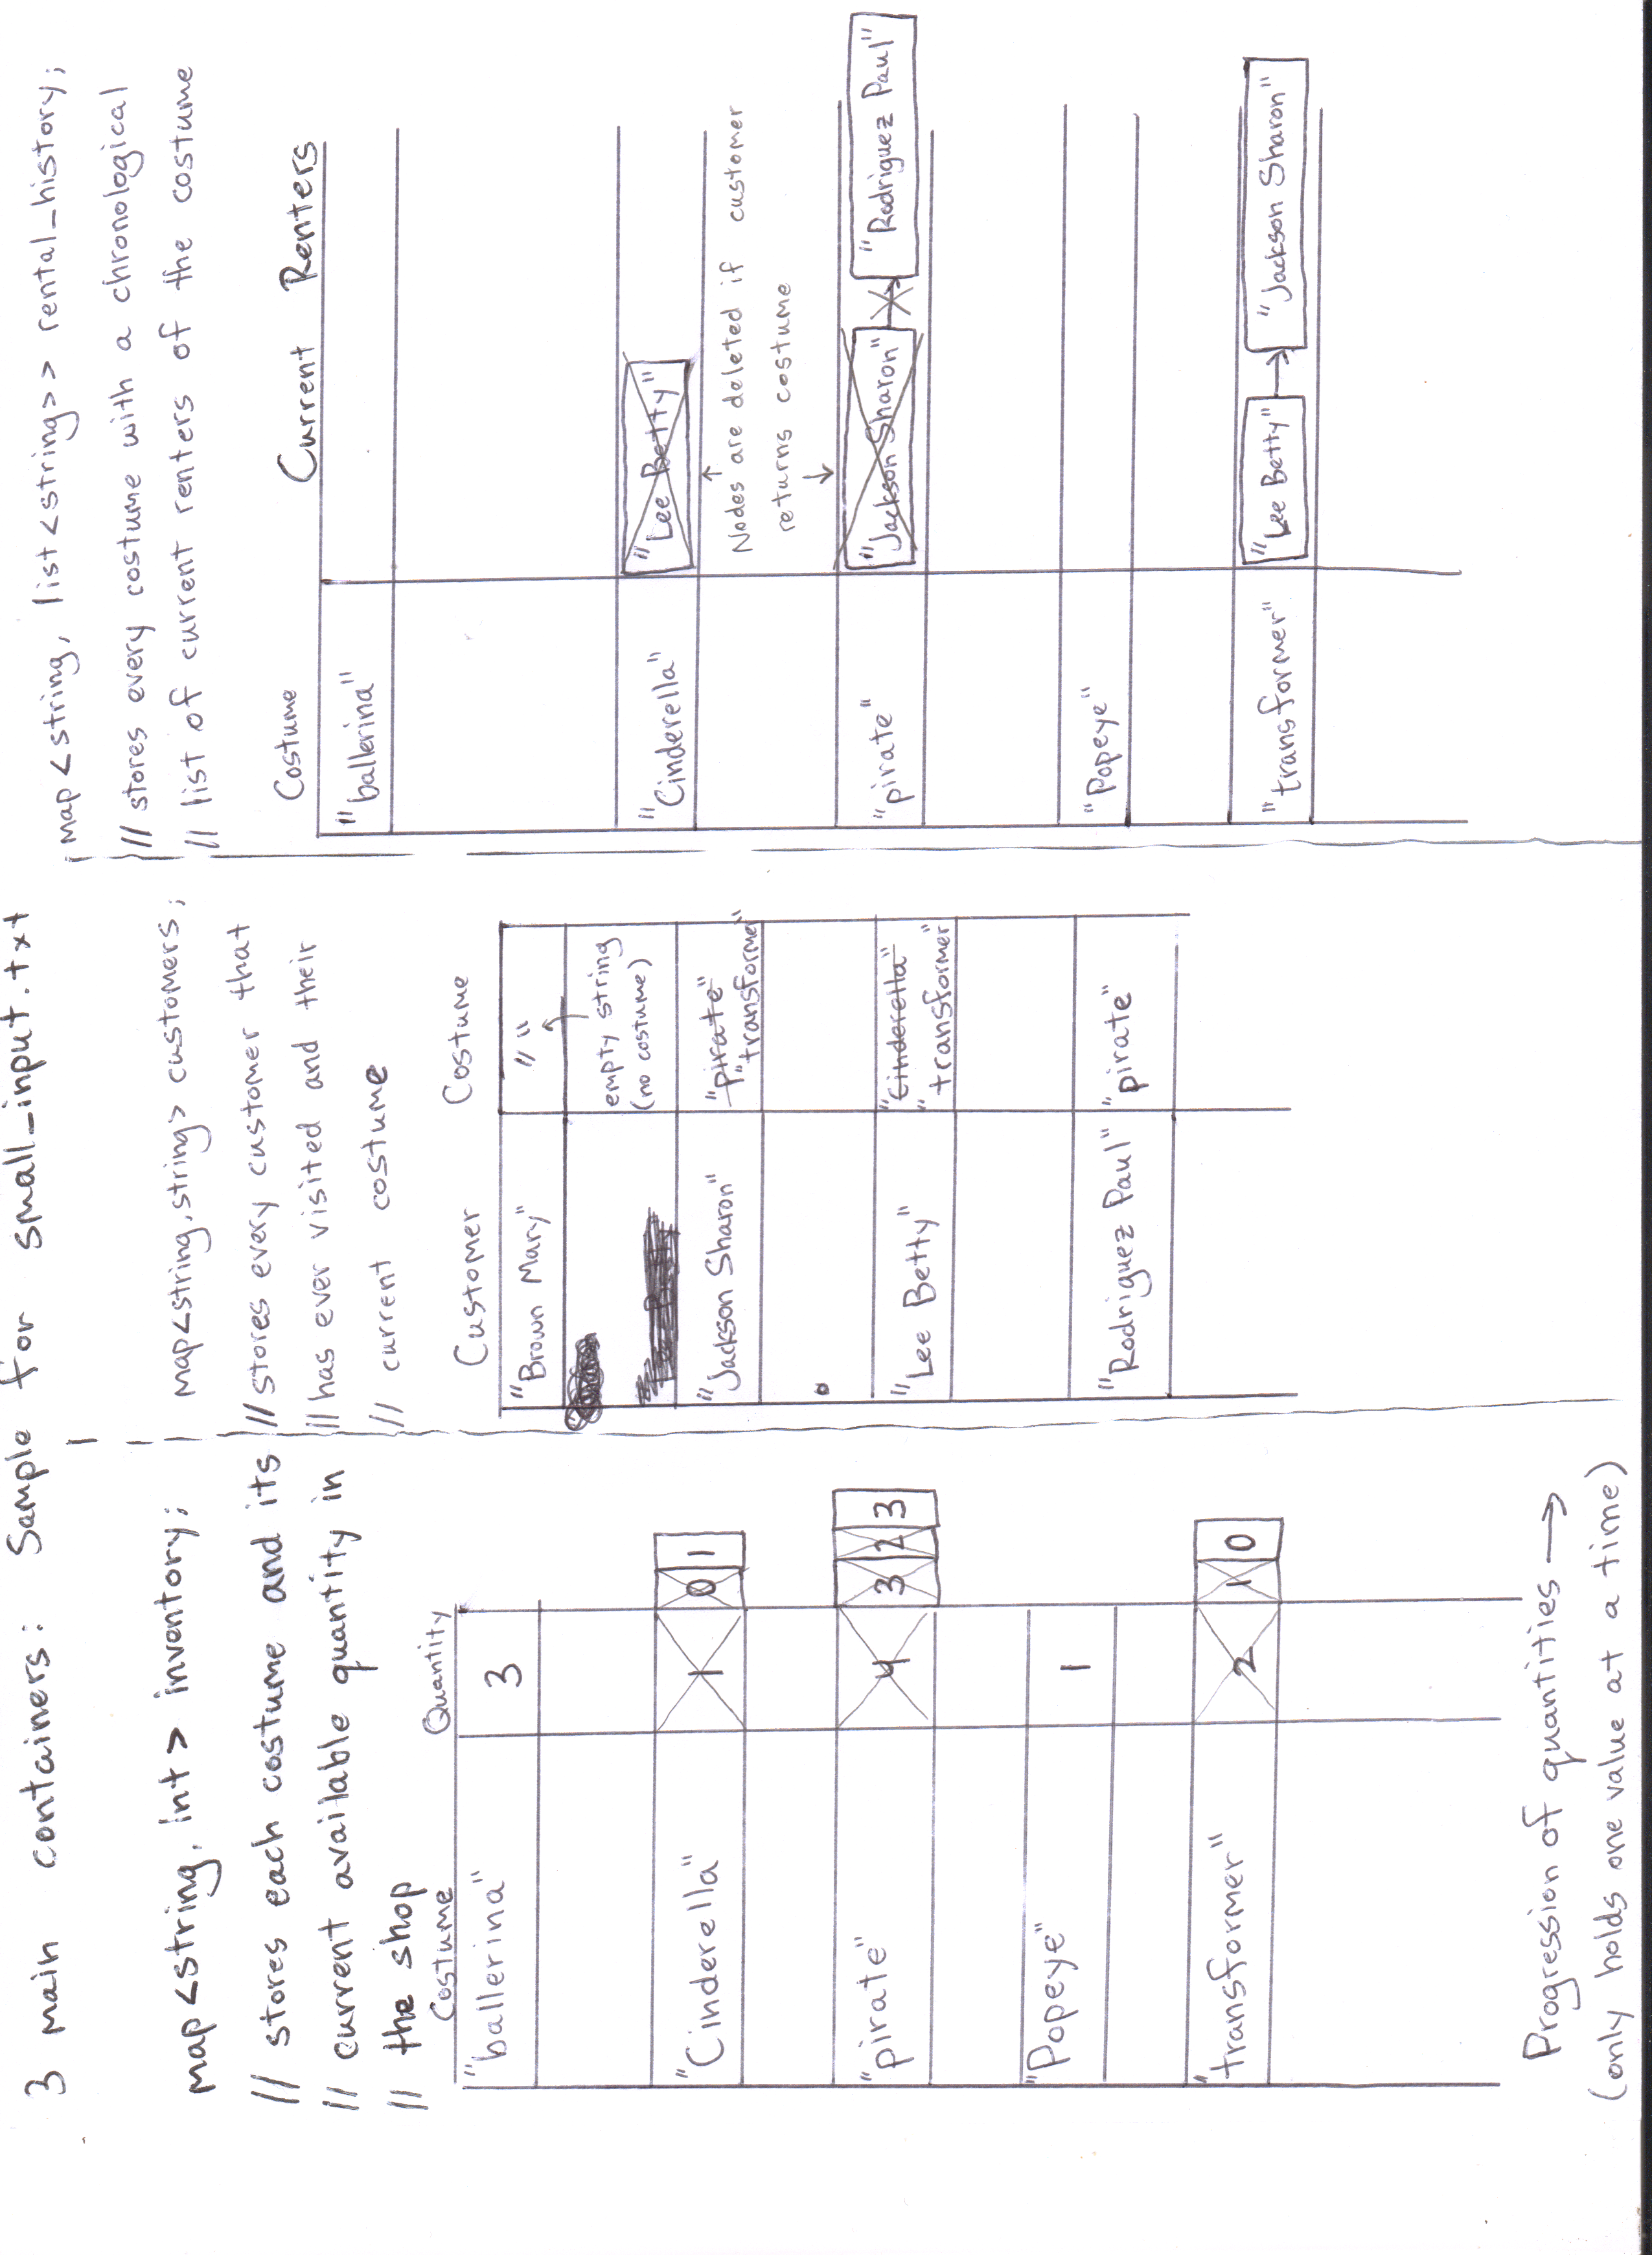 3 main containers: Sample for small_input.txt
map<string, int> inventory;
// stores each costume and its
// current available quantity in
// the shop
Costume Quantity
"ballerina" 3
"Cinderella" 1 0 1
"pirate" 4 3 2 3
"Popeye" 1
"transformer" 2 1 0
Progression of quantities →
(only holds one value at a time)
map<string,string> customers;
// stores every customer that
// has ever visited and their
// current costume
Customer Costume
"Brown Mary" ""
empty string
(no costume)
"Jackson Sharon" "pirate"
"transformer"
"Lee Betty" "Cinderella"
"transformer"
"Rodriguez Paul" "pirate"
map<string, list<string>> rental_history;
// stores every costume with a chronological
// list of current renters of the costume
Costume Current Renters
"ballerina"
"Cinderella" "Lee Betty"
Nodes are deleted if customer
returns costume
"pirate" "Jackson Sharon" "Rodriguez Paul"
"Popeye"
"transformer" "Lee Betty" → "Jackson Sharon"